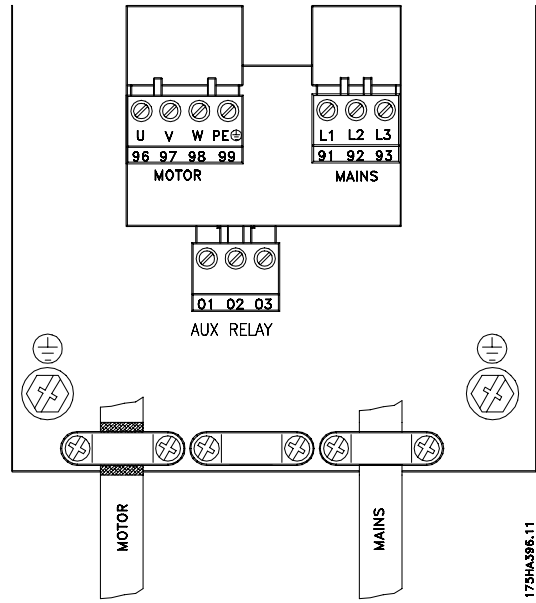 U V W PE
96 97 98 99
MOTOR
L1 L2 L3
91 92 93
MAINS
01 02 03
AUX RELAY
MOTOR
MAINS
175HA396.11